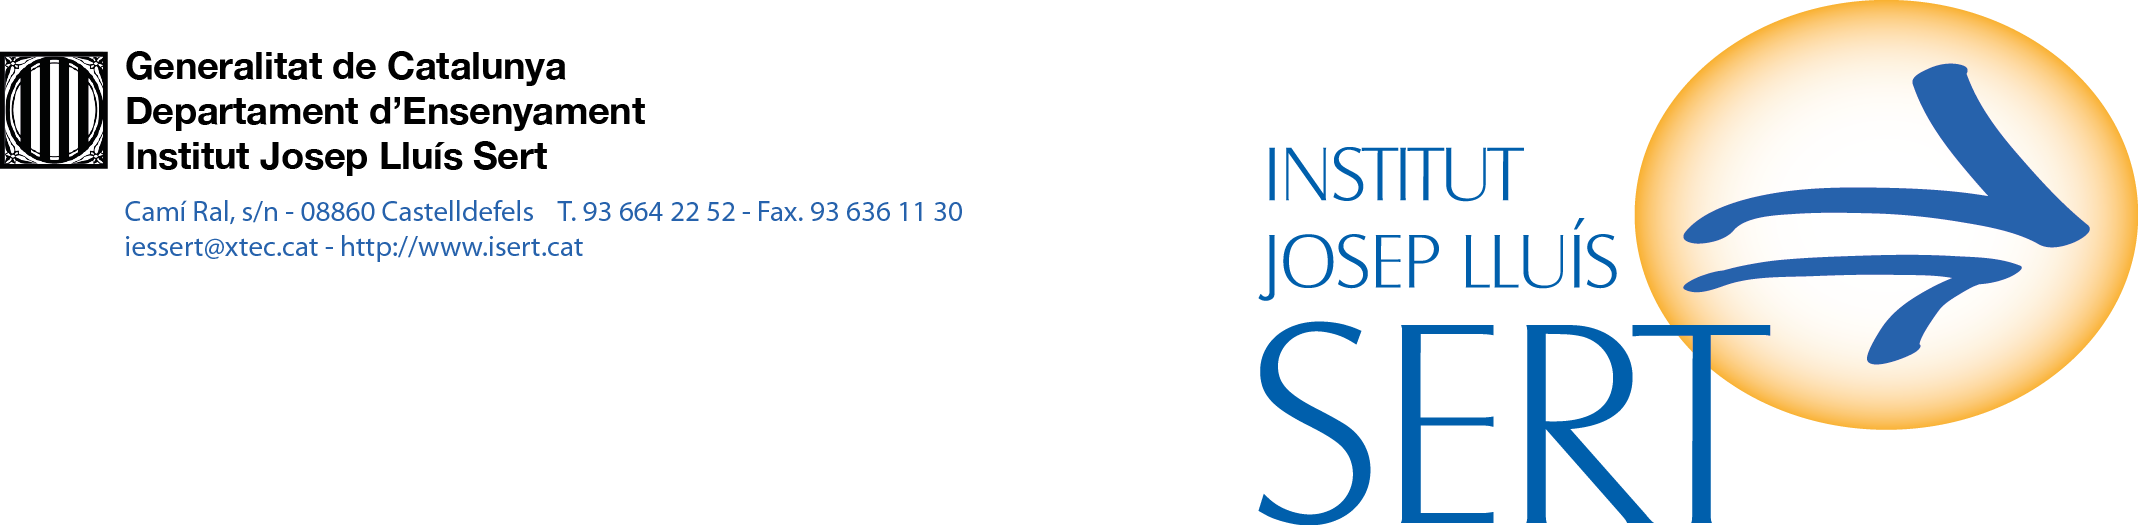 Generalitat de Catalunya
Departament d’Ensenyament
Institut Josep Lluís Sert
Camí Ral, s/n - 08860 Castelldefels T. 93 664 22 52 - Fax. 93 636 11 30
iessert@xtec.cat - http://www.isert.cat
INSTITUT
JOSEP LLUÍS
SERT